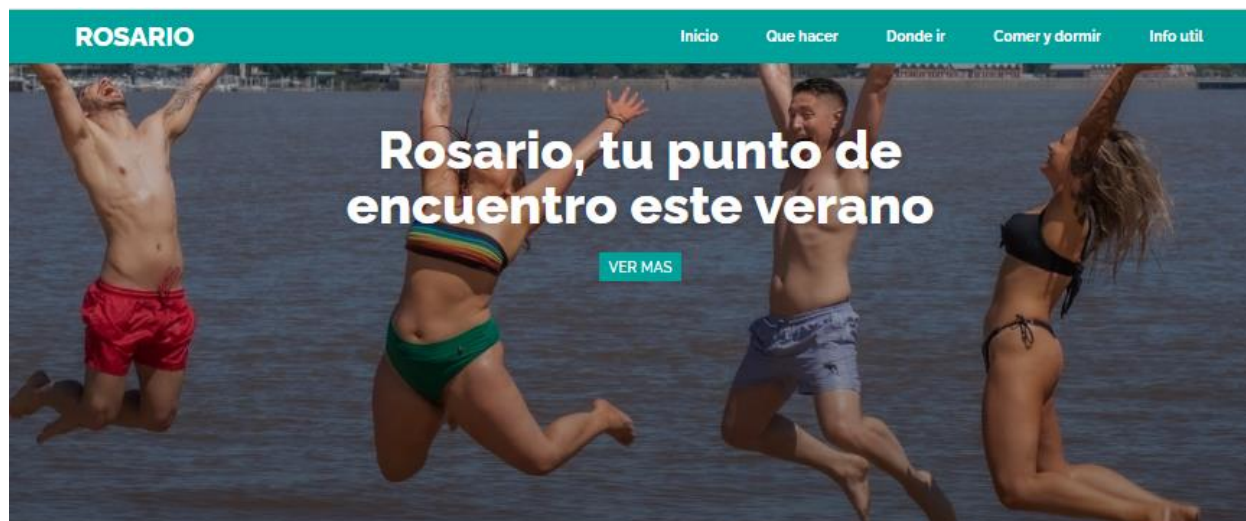 ROSARIO
Inicio Que hacer Donde ir Comer y dormir Info util
Rosario, tu punto de
encuentro este verano
VER MAS